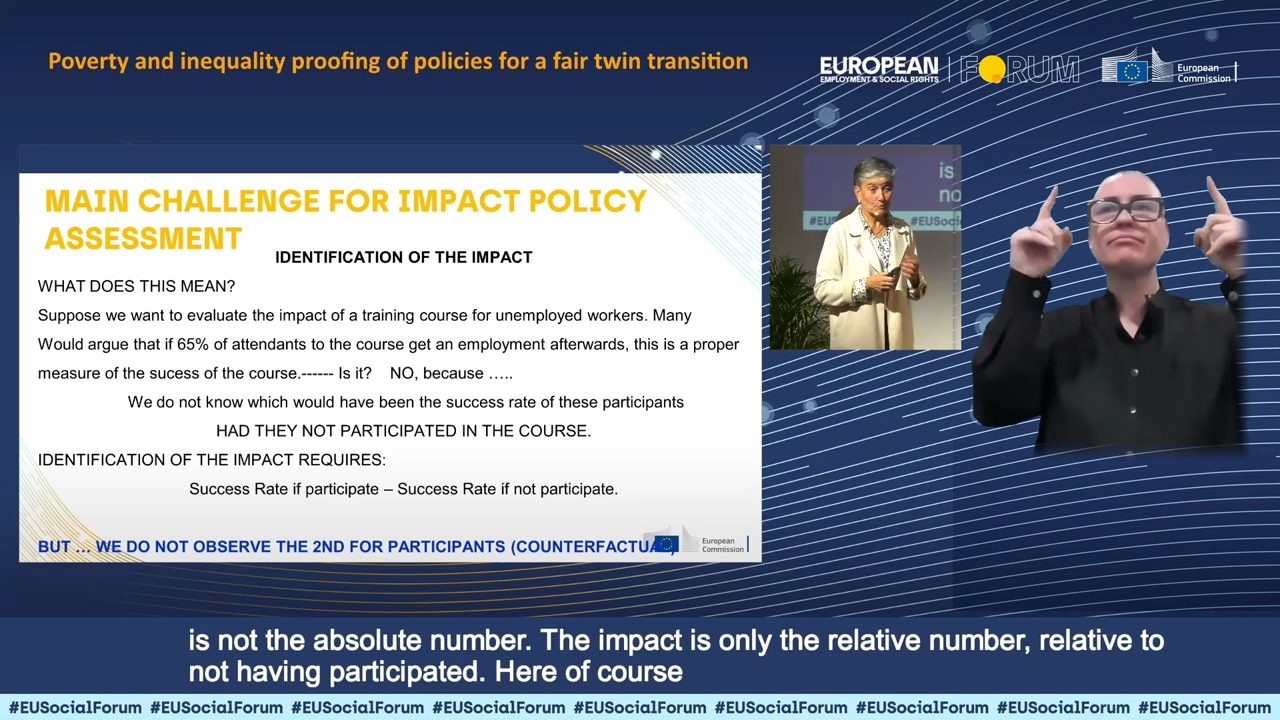 Poverty and inequality proofing of policies for a fair twin transition
EUROPEAN
EMPLOYMENT & SOCIAL RIGHTS
FORUM
European
Commission
MAIN CHALLENGE FOR IMPACT POLICY
ASSESSMENT
IDENTIFICATION OF THE IMPACT
WHAT DOES THIS MEAN?
Suppose we want to evaluate the impact of a training course for unemployed workers. Many
Would argue that if 65% of attendants to the course get an employment afterwards, this is a proper
measure of the sucess of the course.------ Is it? NO, because …..
We do not know which would have been the success rate of these participants
HAD THEY NOT PARTICIPATED IN THE COURSE.
IDENTIFICATION OF THE IMPACT REQUIRES:
Success Rate if participate – Success Rate if not participate.
BUT … WE DO NOT OBSERVE THE 2ND FOR PARTICIPANTS (COUNTERFACTUAL)
European
Commission
is
no
#EUS
#EUSoci
is not the absolute number. The impact is only the relative number, relative to
not having participated. Here of course
#EUSocialForum #EUSocialForum #EUSocialForum #EUSocialForum #EUSocialForum #EUSocialForum #EUSocialForum #EUSocialForum #EUSocialForum